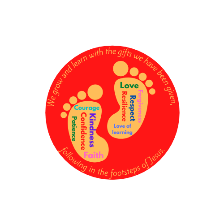 We grow and learn with the gifts we have been given,
Love
Forgiveness
Respect
Resilience
Love of
learning
Courage
Kindness
Confidence
Patience
Faith
following in the footsteps of Jesus.